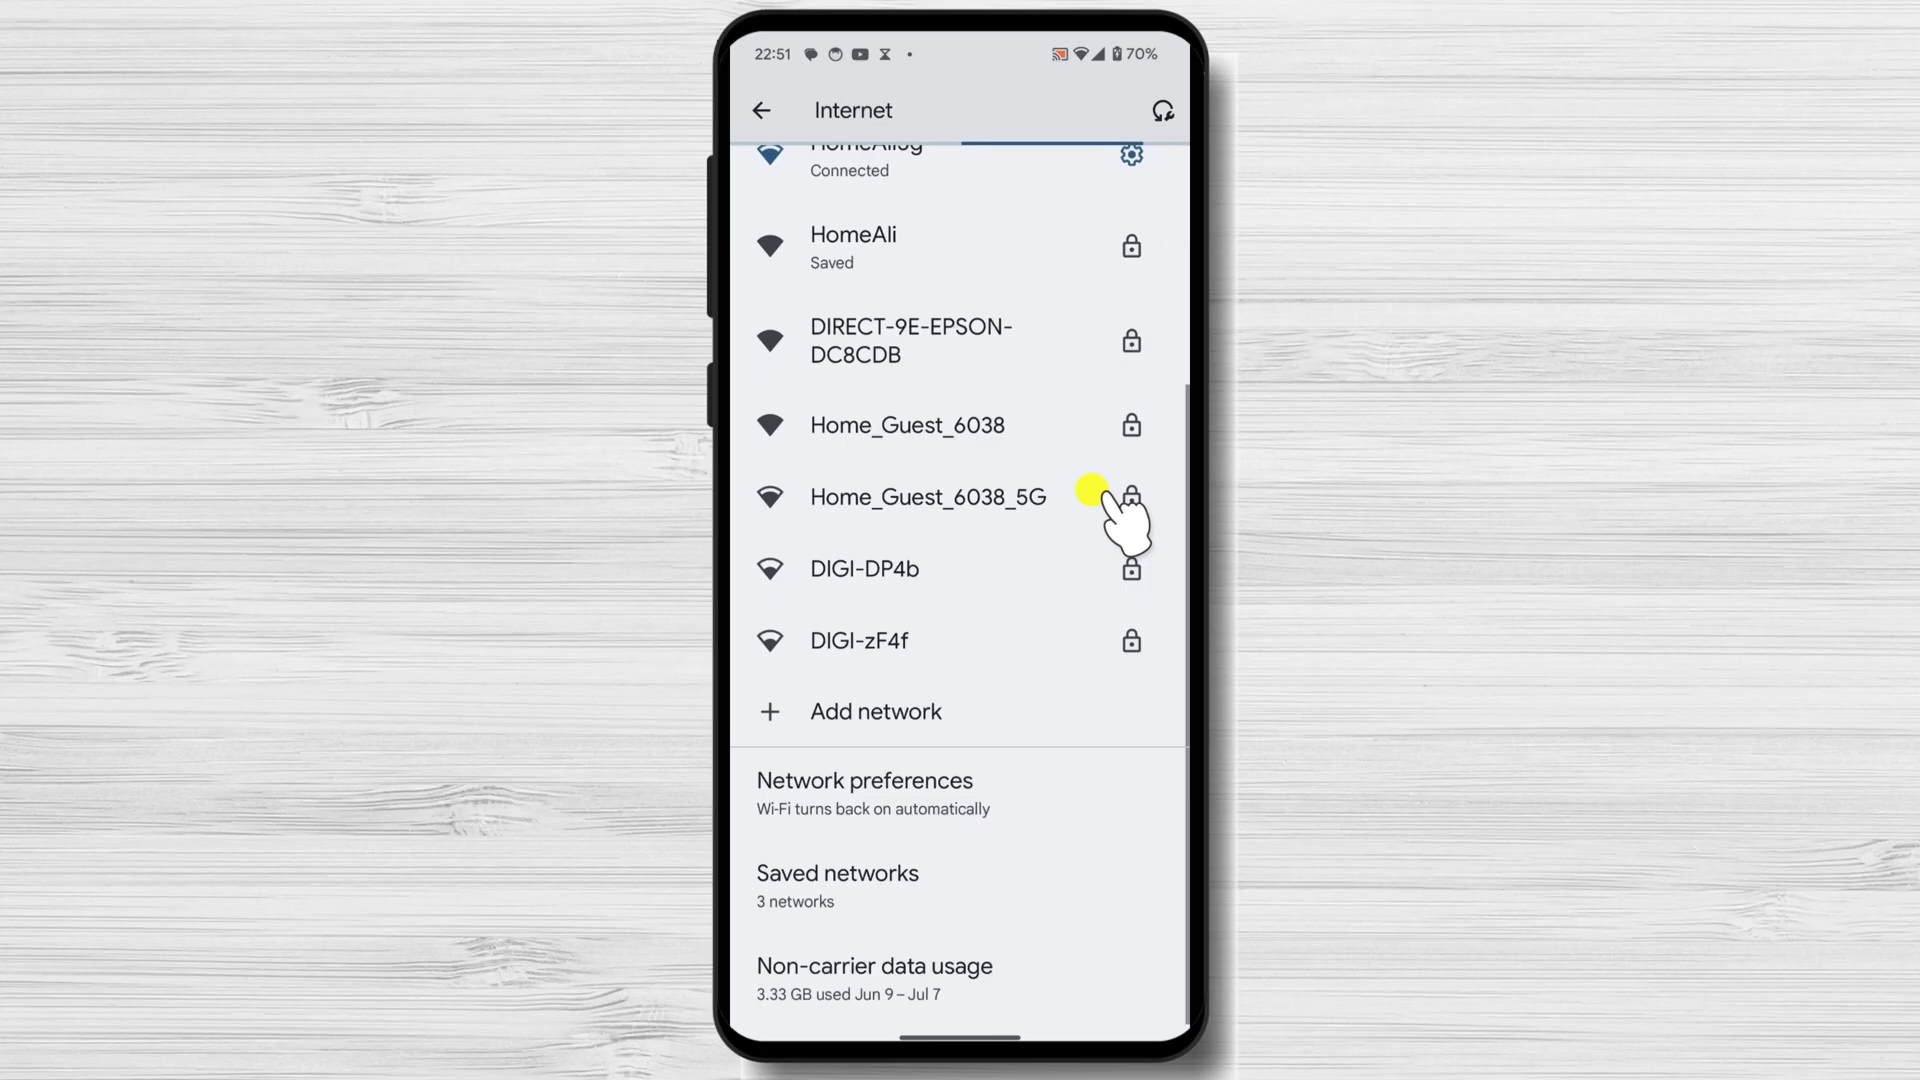 22:51
70%
Internet
Connected
HomeAli
Saved
DIRECT-9E-EPSON-
DC8CDB
Home_Guest_6038
Home_Guest_6038_5G
DIGI-DP4b
DIGI-zF4f
Add network
Network preferences
Wi-Fi turns back on automatically
Saved networks
3 networks
Non-carrier data usage
3.33 GB used Jun 9 – Jul 7